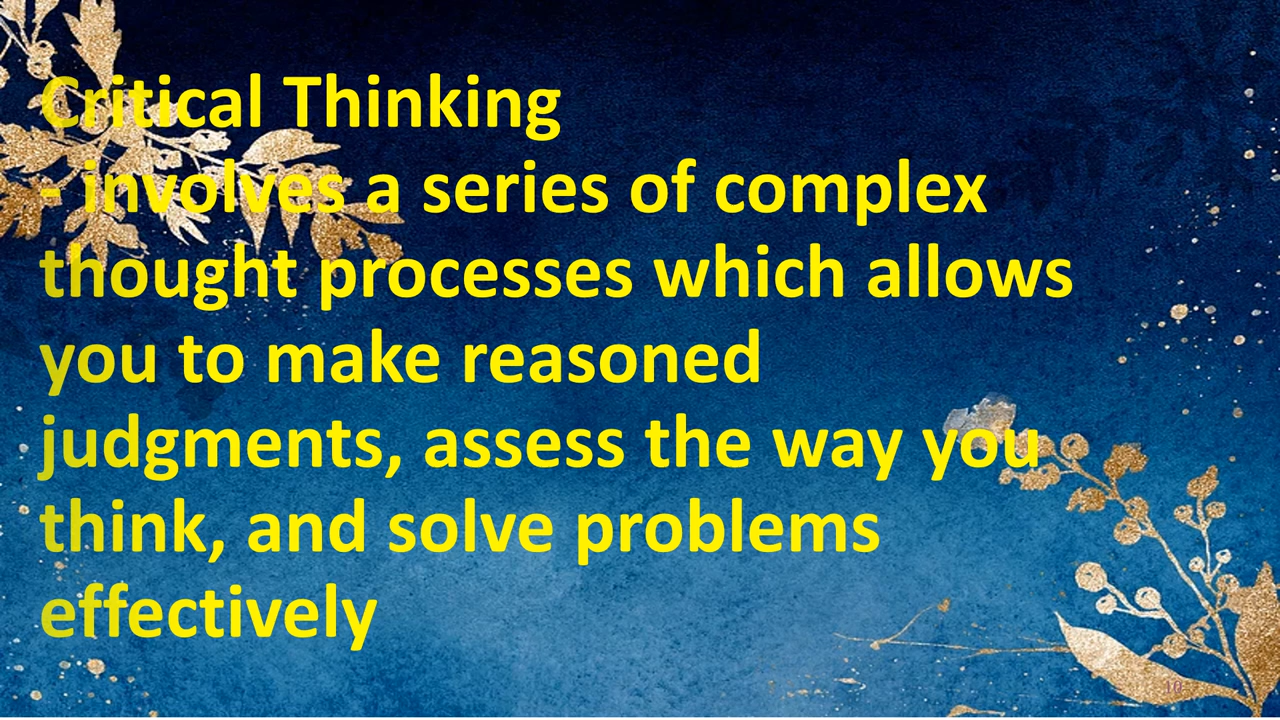 Critical Thinking
- involves a series of complex
thought processes which allows
you to make reasoned
judgments, assess the way you
think, and solve problems
effectively
10